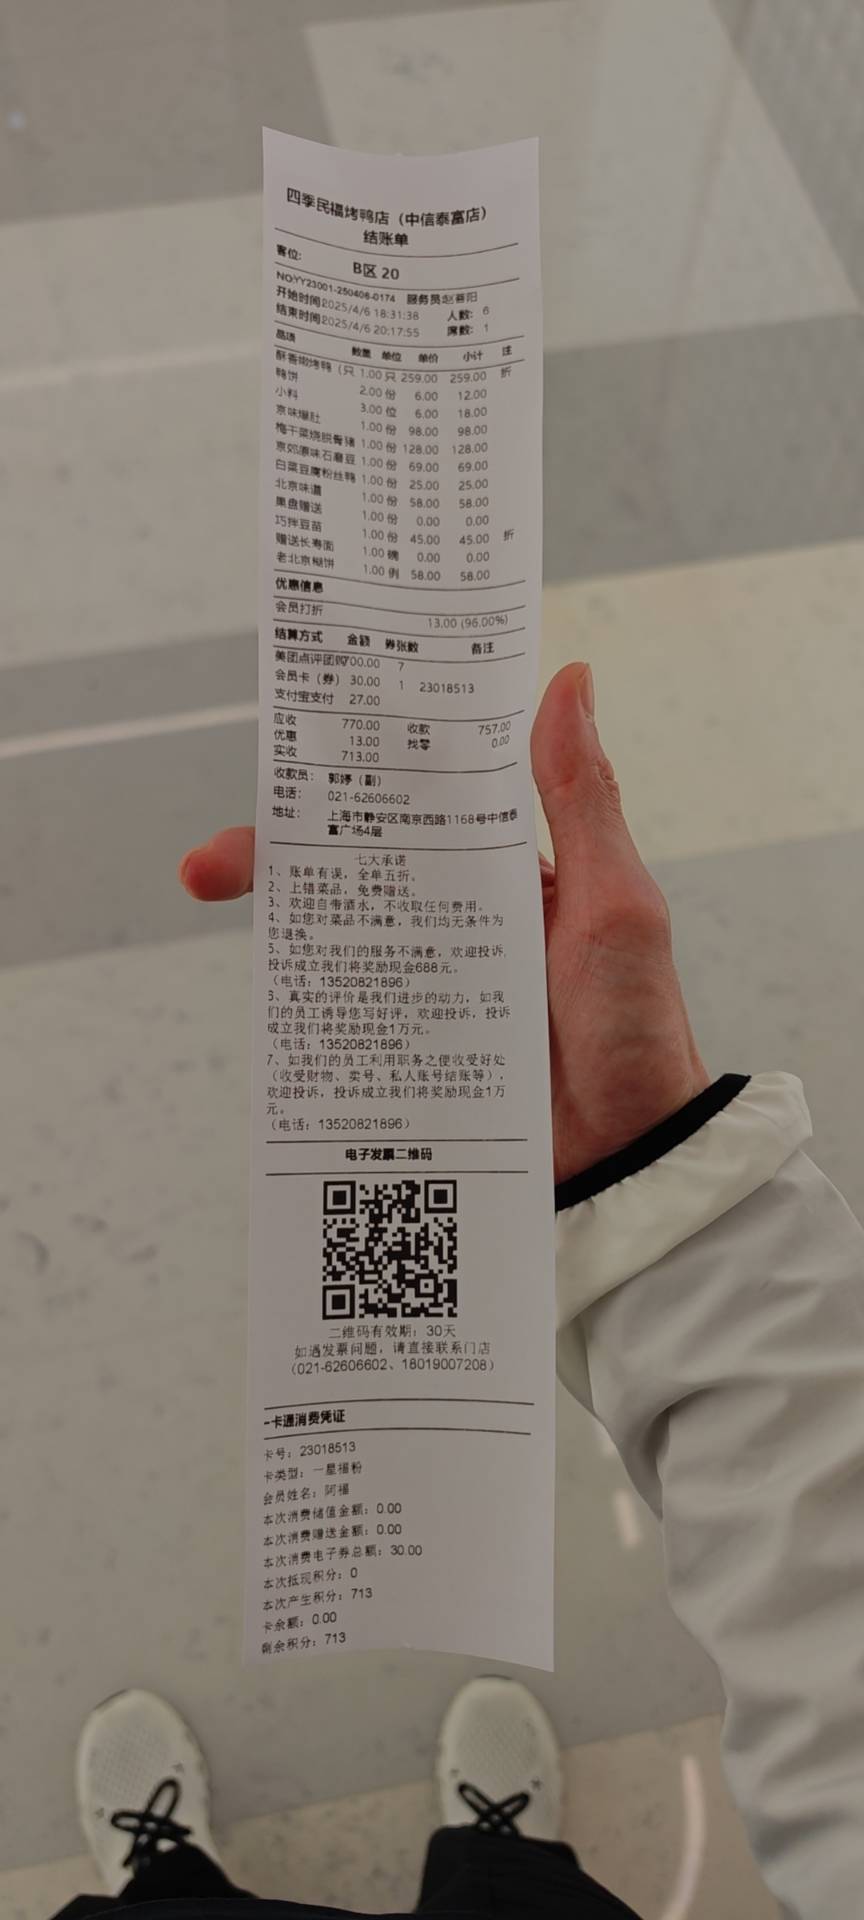 四季民福烤鸭店（中信泰富店）
结账单
客位： B区 20
NO:YY23001-250406-0174 服务员:赵春阳
开始时间2025/4/6 18:31:38 人数： 6
结束时间2025/4/6 20:17:55 席数： 1
品项 数量 单位 单价 小计 注
酥香嫩烤鸭（只 1.00 只 259.00 259.00 折
鸭饼 2.00 份 6.00 12.00
小料 3.00 位 6.00 18.00
京味爆肚 1.00 份 98.00 98.00
梅干菜烧脱骨猪 1.00 份 128.00 128.00
京郊原味石磨豆 1.00 份 69.00 69.00
白菜豆腐粉丝鸭 1.00 份 25.00 25.00
北京味道 1.00 份 58.00 58.00
果盘赠送 1.00 份 0.00 0.00
巧拌豆苗 1.00 份 45.00 45.00 折
赠送长寿面 1.00 碗 0.00 0.00
老北京糊饼 1.00 例 58.00 58.00
优惠信息
会员打折 13.00 (96.00%)
结算方式 金额 券张数 备注
美团点评团购700.00 7
会员卡（券） 30.00 1 23018513
支付宝支付 27.00
应收 770.00 收款 757.00
优惠 13.00 找零 0.00
实收 713.00
收款员： 郭婷（副）
电话： 021-62606602
地址： 上海市静安区南京西路1168号中信泰
富广场4层
七大承诺
1、账单有误，全单五折。
2、上错菜品，免费赠送。
3、欢迎自带酒水，不收取任何费用。
4、如您对菜品不满意，我们均无条件为
您退换。
5、如您对我们的服务不满意，欢迎投诉，
投诉成立我们将奖励现金688元。
（电话：13520821896）
6、真实的评价是我们进步的动力，如我
们的员工诱导您写好评，欢迎投诉，投诉
成立我们将奖励现金1万元。
（电话：13520821896）
7、如我们的员工利用职务之便收受好处
（收受财物、卖号、私人账号结账等），
欢迎投诉，投诉成立我们将奖励现金1万
元。
（电话：13520821896）
电子发票二维码
二维码有效期：30天
如遇发票问题，请直接联系门店
（021-62606602、18019007208）
-卡通消费凭证
卡号：23018513
卡类型：一星福粉
会员姓名：阿福
本次消费储值金额：0.00
本次消费赠送金额：0.00
本次消费电子券总额：30.00
本次抵现积分：0
本次产生积分：713
卡余额：0.00
剩余积分：713